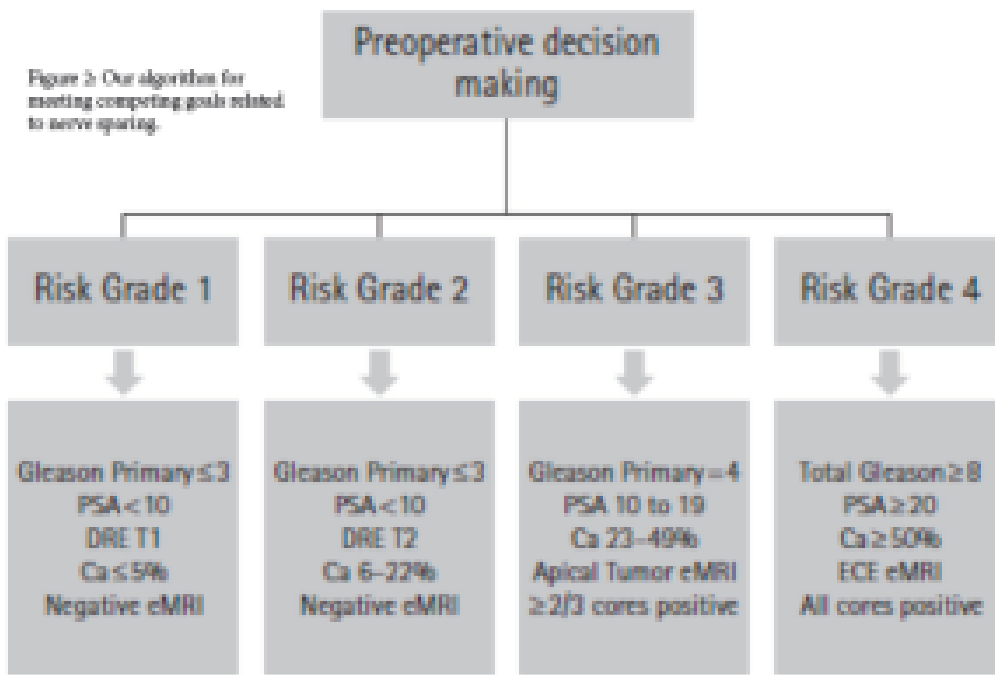 Preoperative decision
making
Figure 2: Our algorithm for
meeting competing goals related
to nerve sparing.
Risk Grade 1
Risk Grade 2
Risk Grade 3
Risk Grade 4
Gleason Primary ≤ 3
PSA < 10
DRE T1
Ca ≤ 5%
Negative eMRI
Gleason Primary ≤ 3
PSA < 10
DRE T2
Ca 6–22%
Negative eMRI
Gleason Primary = 4
PSA 10 to 19
Ca 23–49%
Apical Tumor eMRI
≥ 2/3 cores positive
Total Gleason ≥ 8
PSA ≥ 20
Ca ≥ 50%
ECE eMRI
All cores positive